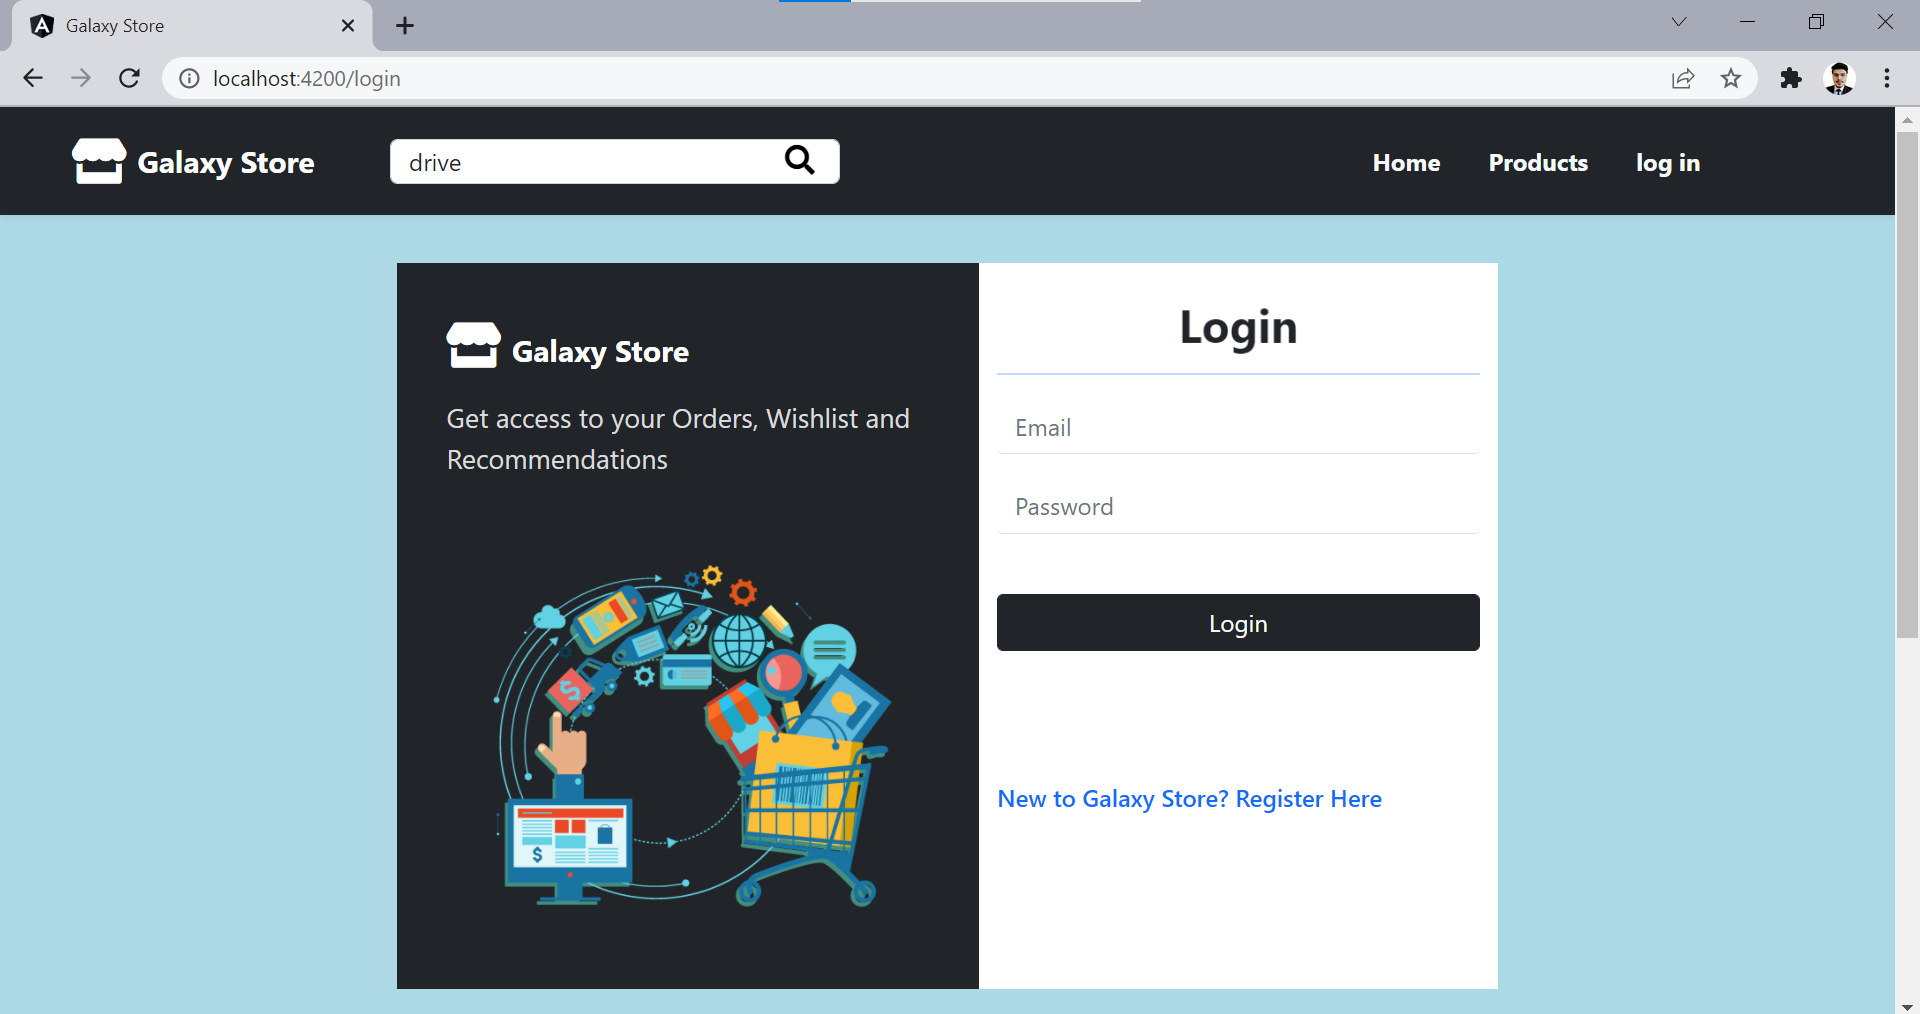 Galaxy Store
localhost:4200/login
Galaxy Store
drive
Home
Products
log in
Galaxy Store
Get access to your Orders, Wishlist and
Recommendations
$
$
Login
Email
Password
Login
New to Galaxy Store? Register Here